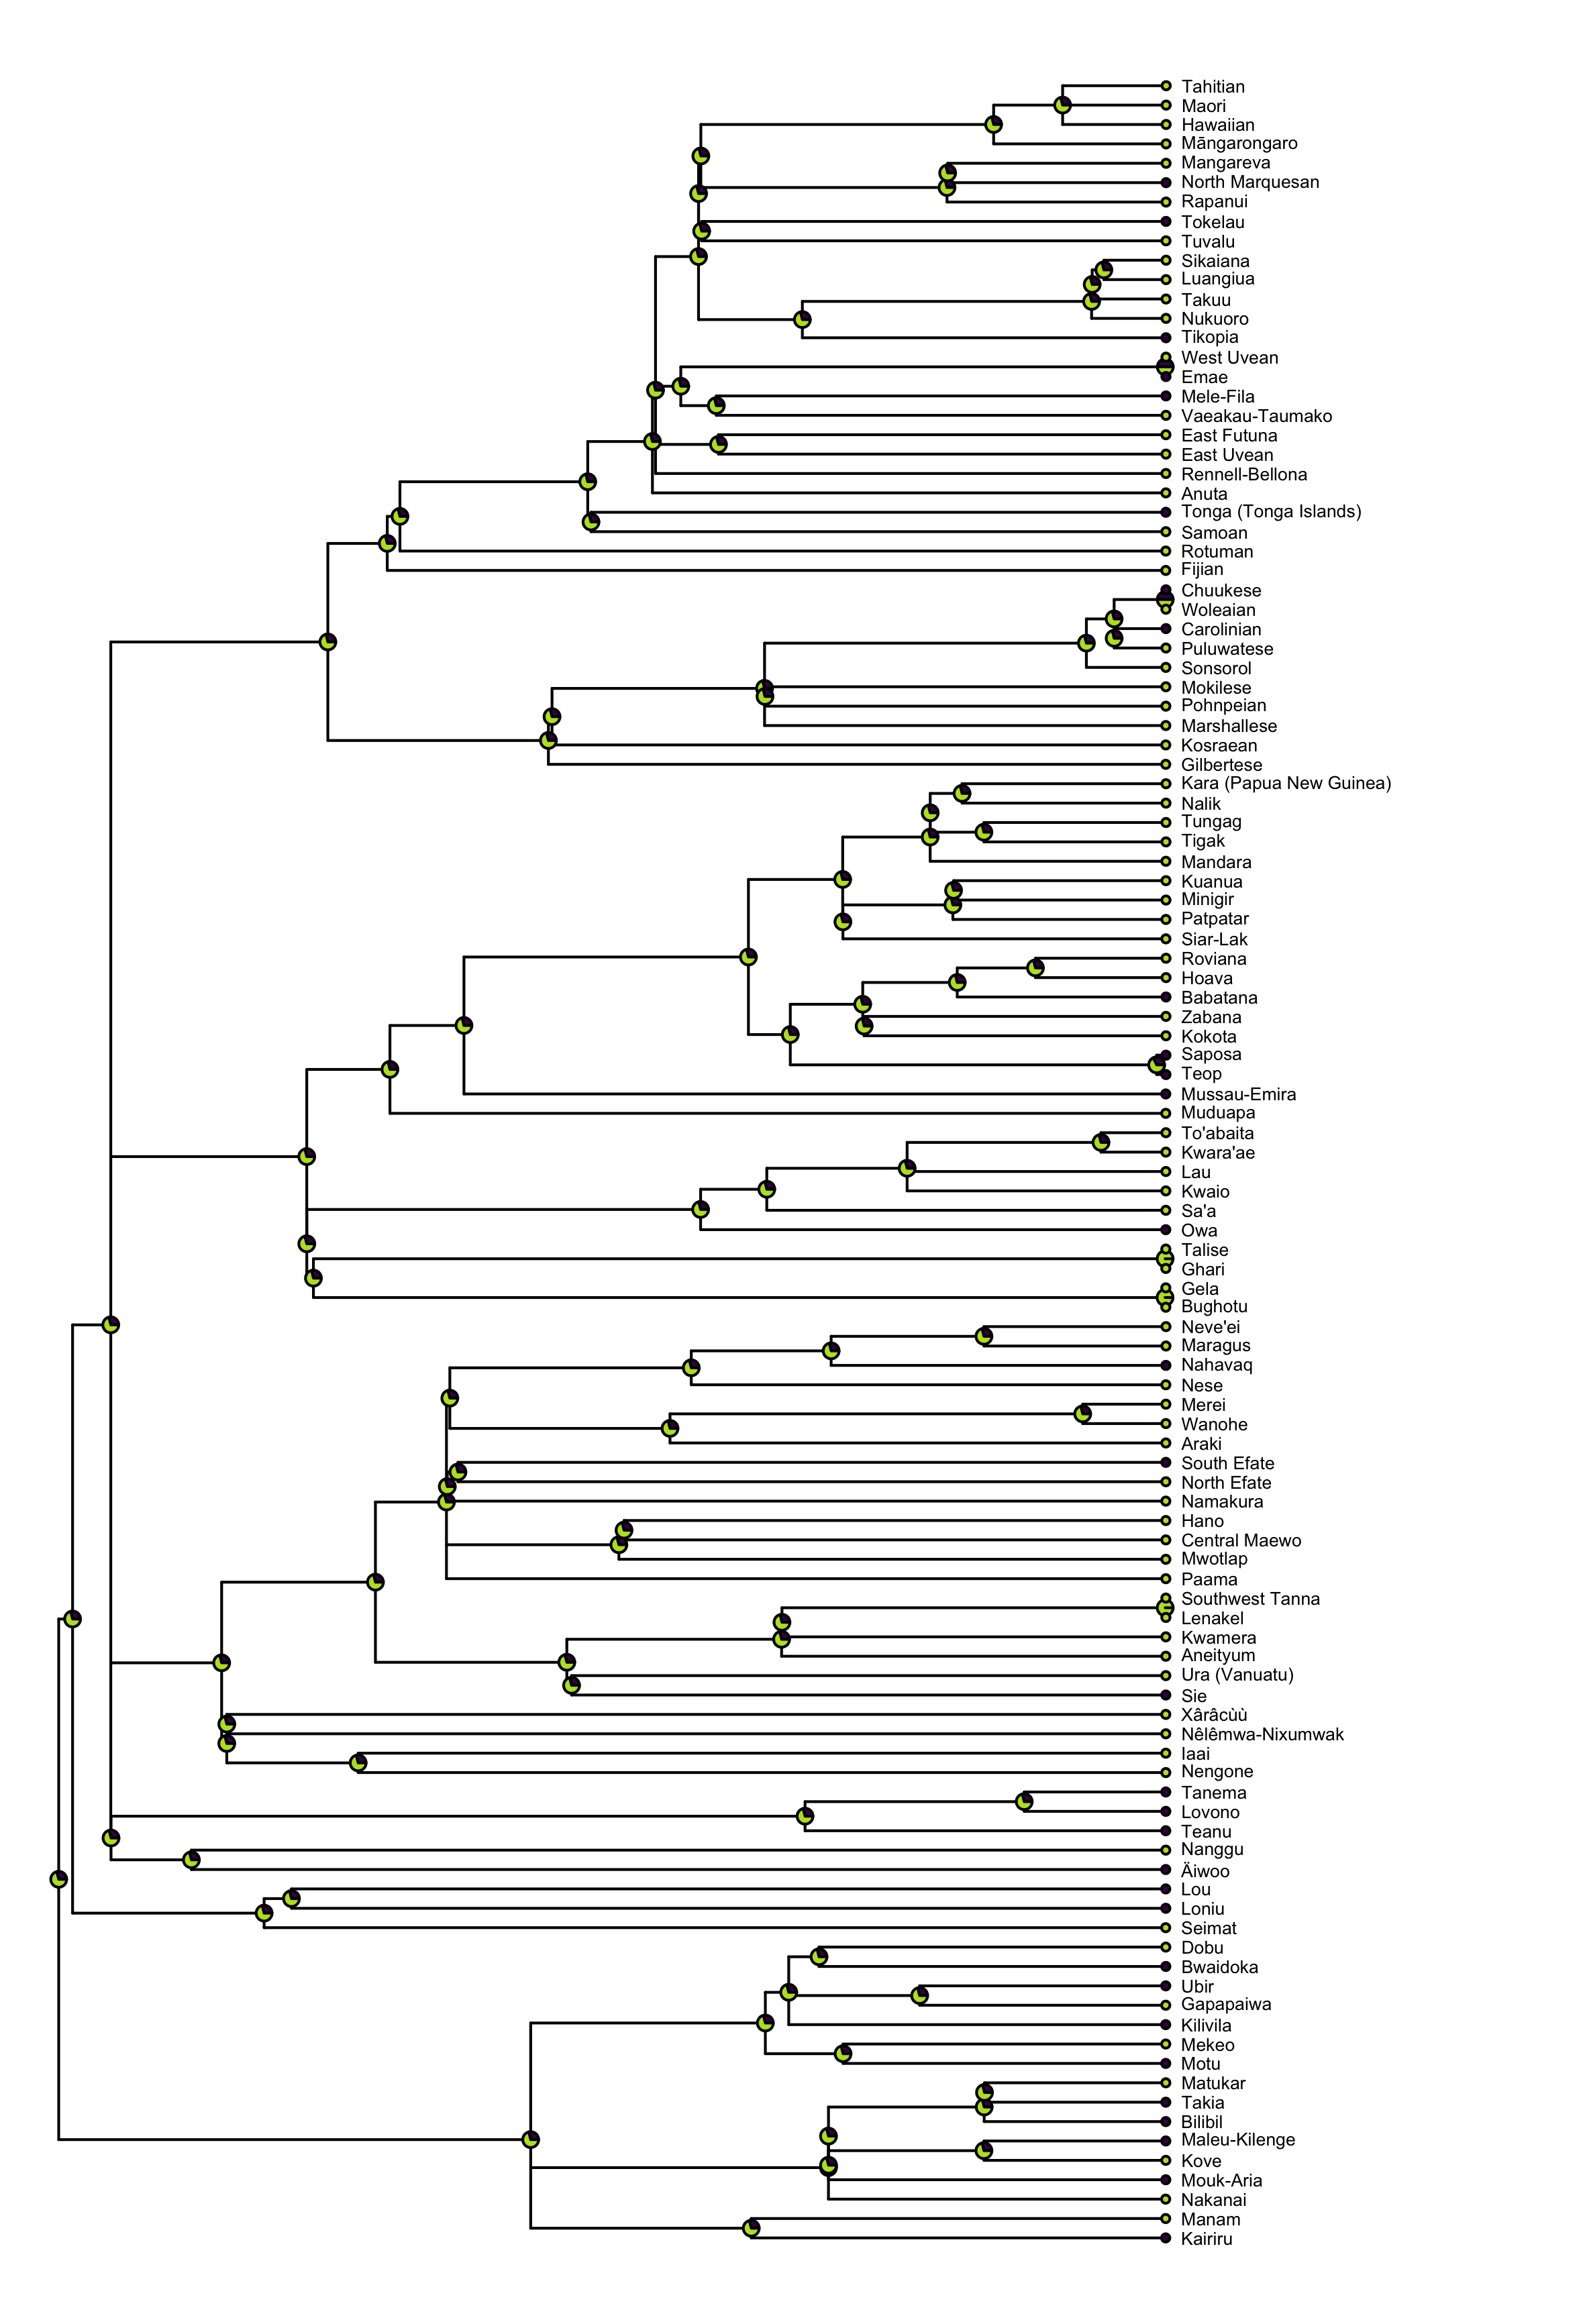 Tahitian
Maori
Hawaiian
Māngarongaro
Mangareva
North Marquesan
Rapanui
Tokelau
Tuvalu
Sikaiana
Luangiua
Takuu
Nukuoro
Tikopia
West Uvean
Emae
Mele-Fila
Vaeakau-Taumako
East Futuna
East Uvean
Rennell-Bellona
Anuta
Tonga (Tonga Islands)
Samoan
Rotuman
Fijian
Chuukese
Woleaian
Carolinian
Puluwatese
Sonsorol
Mokilese
Pohnpeian
Marshallese
Kosraean
Gilbertese
Kara (Papua New Guinea)
Nalik
Tungag
Tigak
Mandara
Kuanua
Minigir
Patpatar
Siar-Lak
Roviana
Hoava
Babatana
Zabana
Kokota
Saposa
Teop
Mussau-Emira
Muduapa
To'abaita
Kwara'ae
Lau
Kwaio
Sa'a
Owa
Talise
Ghari
Gela
Bughotu
Neve'ei
Maragus
Nahavaq
Nese
Merei
Wanohe
Araki
South Efate
North Efate
Namakura
Hano
Central Maewo
Mwotlap
Paama
Southwest Tanna
Lenakel
Kwamera
Aneityum
Ura (Vanuatu)
Sie
Xârâcùù
Nêlêmwa-Nixumwak
Iaai
Nengone
Tanema
Lovono
Teanu
Nanggu
Äiwoo
Lou
Loniu
Seimat
Dobu
Bwaidoka
Ubir
Gapapaiwa
Kilivila
Mekeo
Motu
Matukar
Takia
Bilibil
Maleu-Kilenge
Kove
Mouk-Aria
Nakanai
Manam
Kairiru